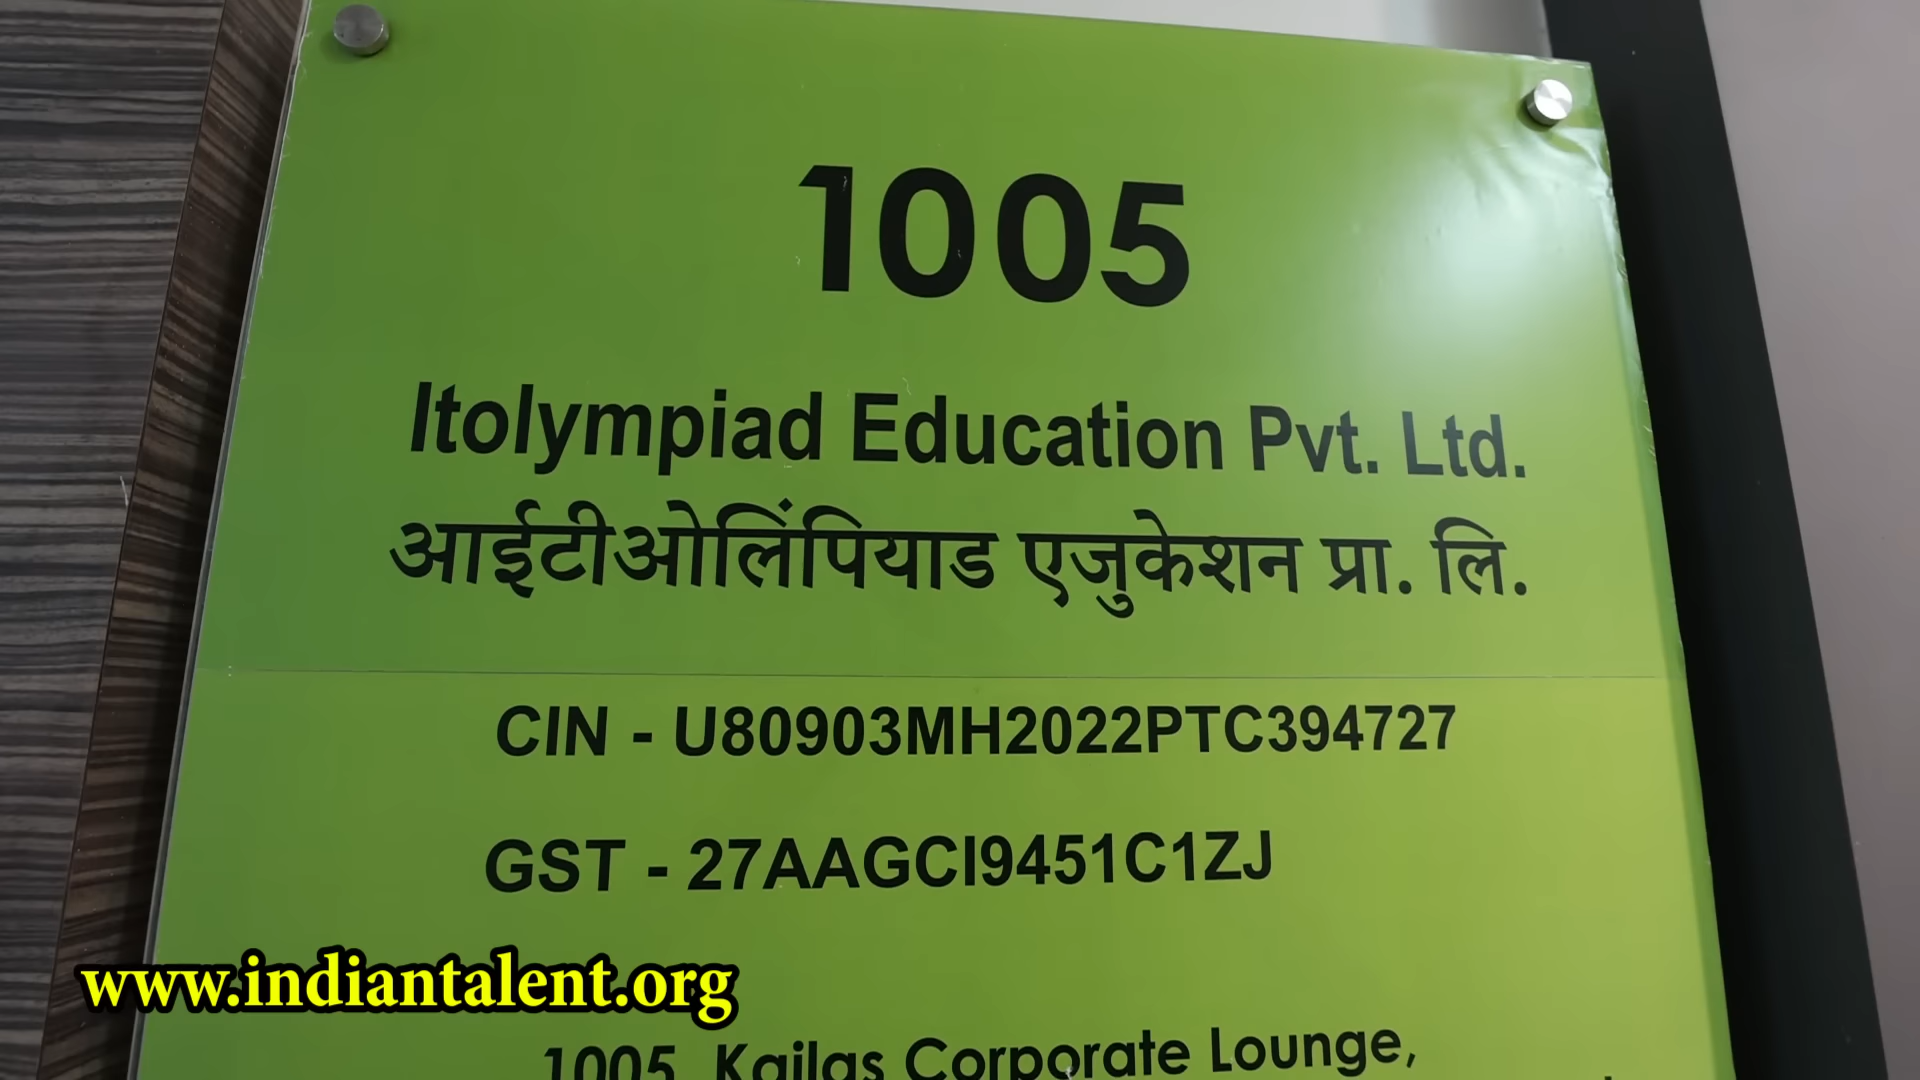 1005
Itolympiad Education Pvt. Ltd.
आईटीओलिंपियाड एजुकेशन प्रा. लि.
CIN - U80903MH2022PTC394727
GST - 27AAGCI9451C1ZJ
www.indiantalent.org
1005, Kailas Corporate Lounge,